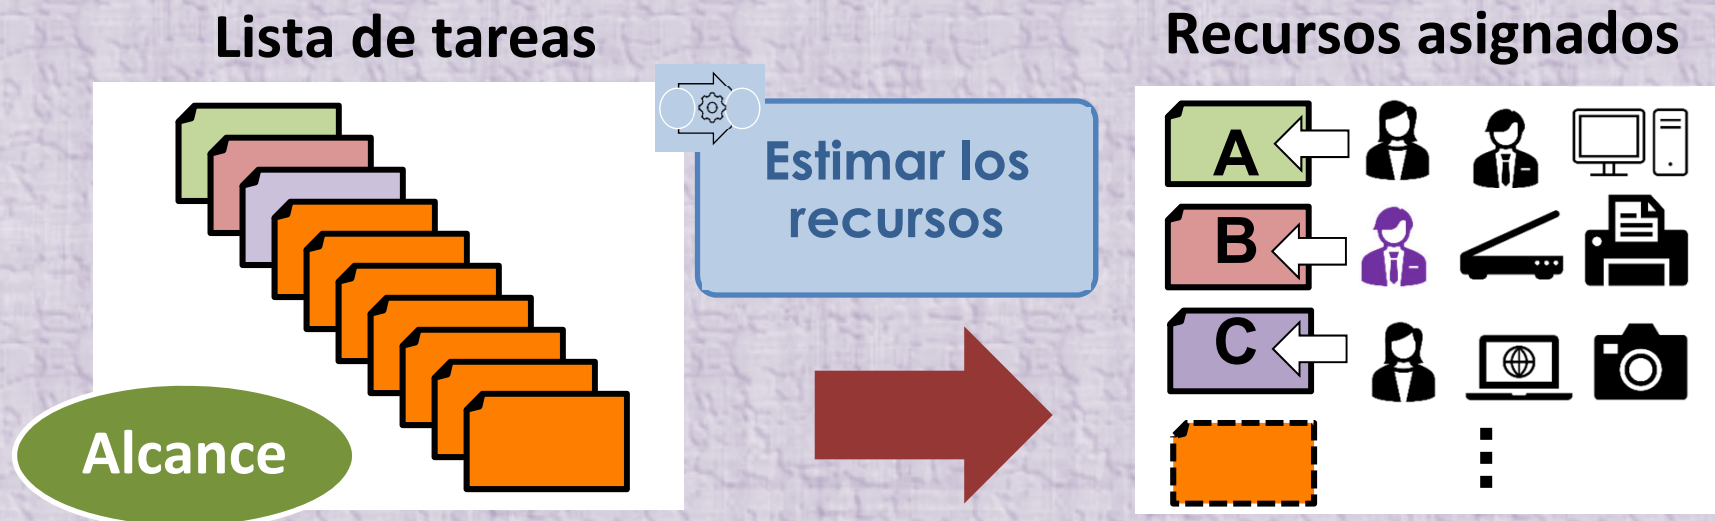 Lista de tareas
Recursos asignados
Estimar los
recursos
A
B
C
Alcance